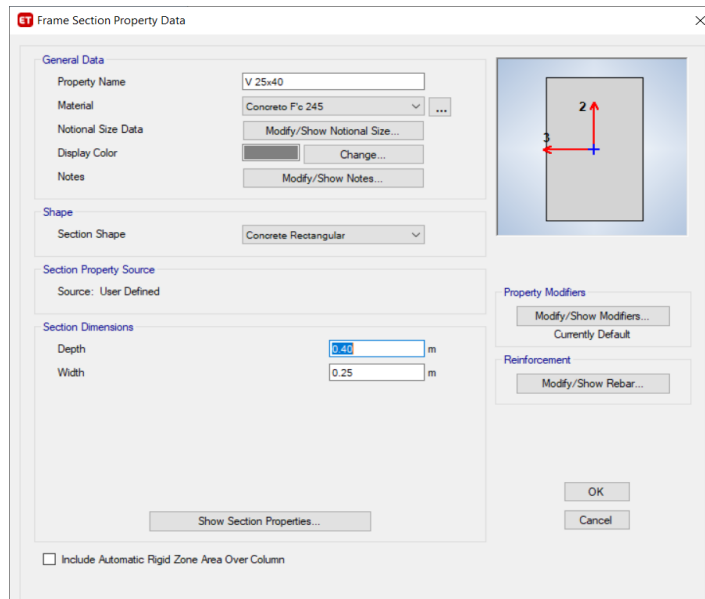 ET Frame Section Property Data
General Data
Property Name V 25x40
Material Concreto F'c 245 ...
Notional Size Data Modify/Show Notional Size...
Display Color Change...
Notes Modify/Show Notes...
2
3
Shape
Section Shape Concrete Rectangular
Section Property Source
Source: User Defined
Property Modifiers
Modify/Show Modifiers...
Currently Default
Section Dimensions
Depth 0.40 m
Width 0.25 m
Reinforcement
Modify/Show Rebar...
Show Section Properties...
OK
Cancel
Include Automatic Rigid Zone Area Over Column